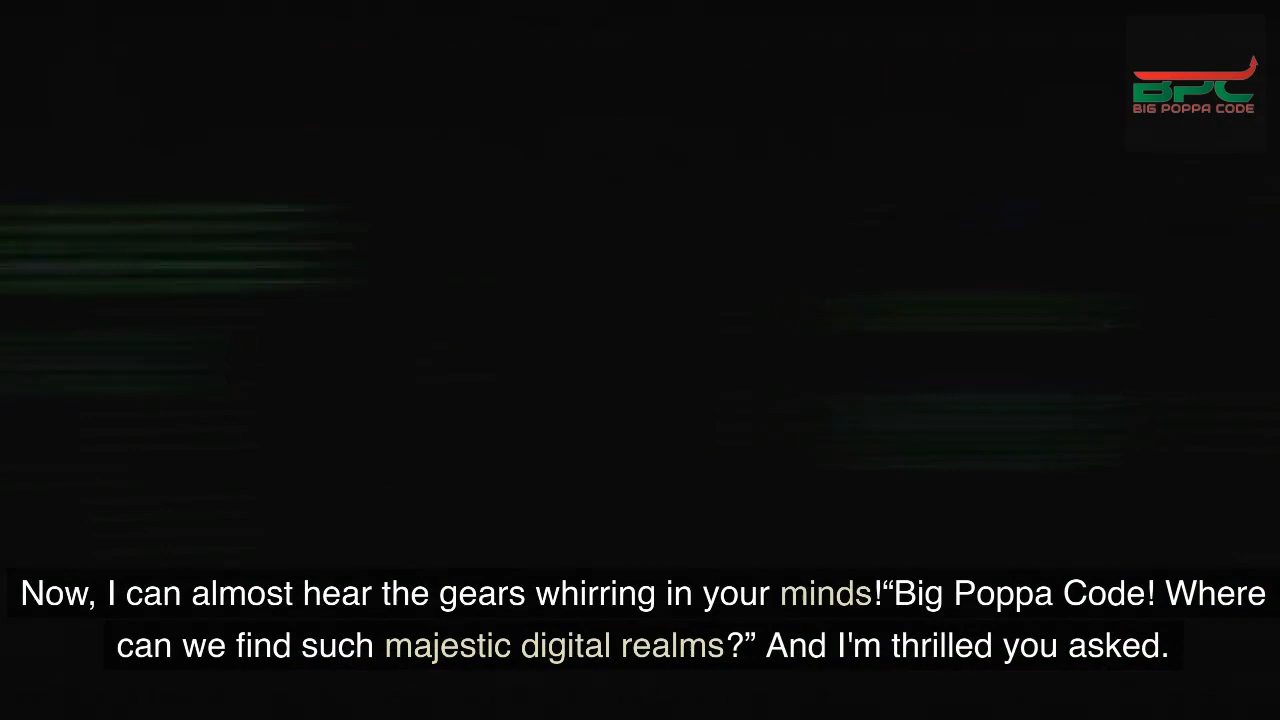 BPC
BIG POPPA CODE
Now, I can almost hear the gears whirring in your minds!“Big Poppa Code! Where
can we find such majestic digital realms?” And I'm thrilled you asked.